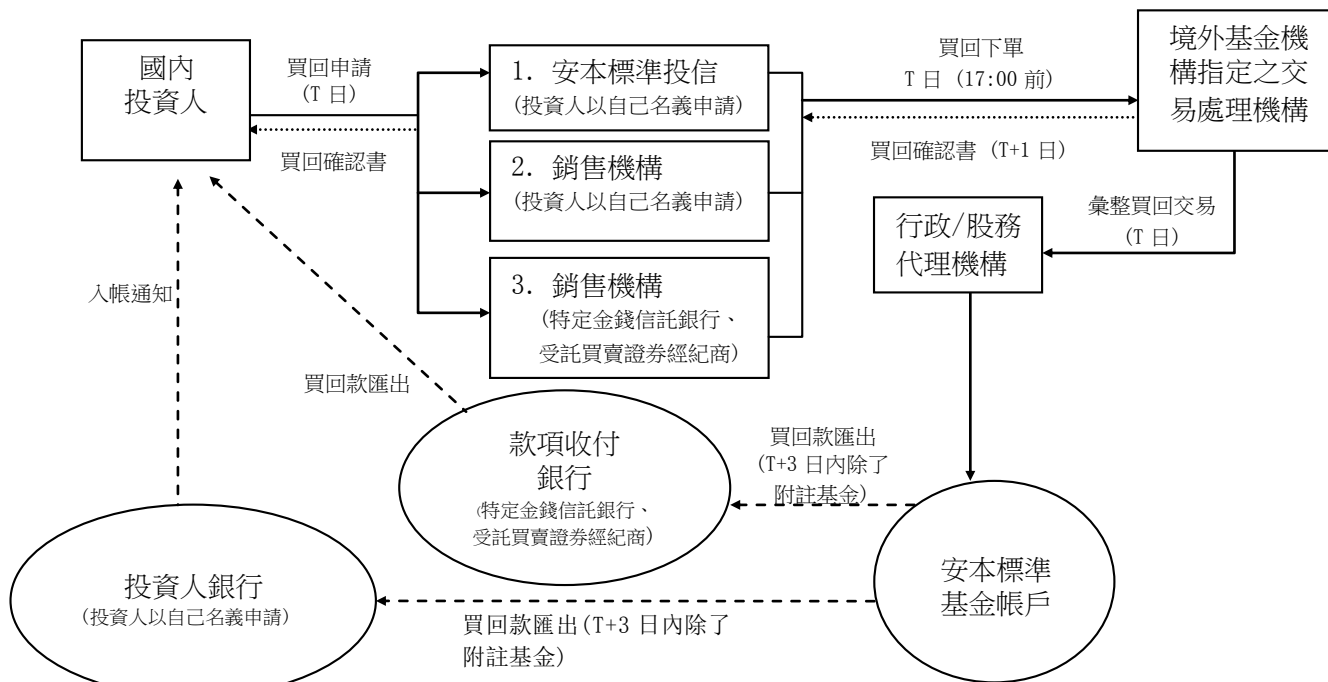 國內
投資人
買回申請
(T 日)
買回確認書
1. 安本標準投信
(投資人以自己名義申請)
2. 銷售機構
(投資人以自己名義申請)
3. 銷售機構
(特定金錢信託銀行、
受託買賣證券經紀商)
買回下單
T 日 (17:00 前)
買回確認書 (T+1 日)
境外基金機
構指定之交
易處理機構
彙整買回交易
(T 日)
行政/股務
代理機構
入帳通知
買回款匯出
款項收付
銀行
(特定金錢信託銀行、
受託買賣證券經紀商)
買回款匯出
(T+3 日內除了
附註基金)
安本標準
基金帳戶
投資人銀行
(投資人以自己名義申請)
買回款匯出(T+3 日內除了
附註基金)